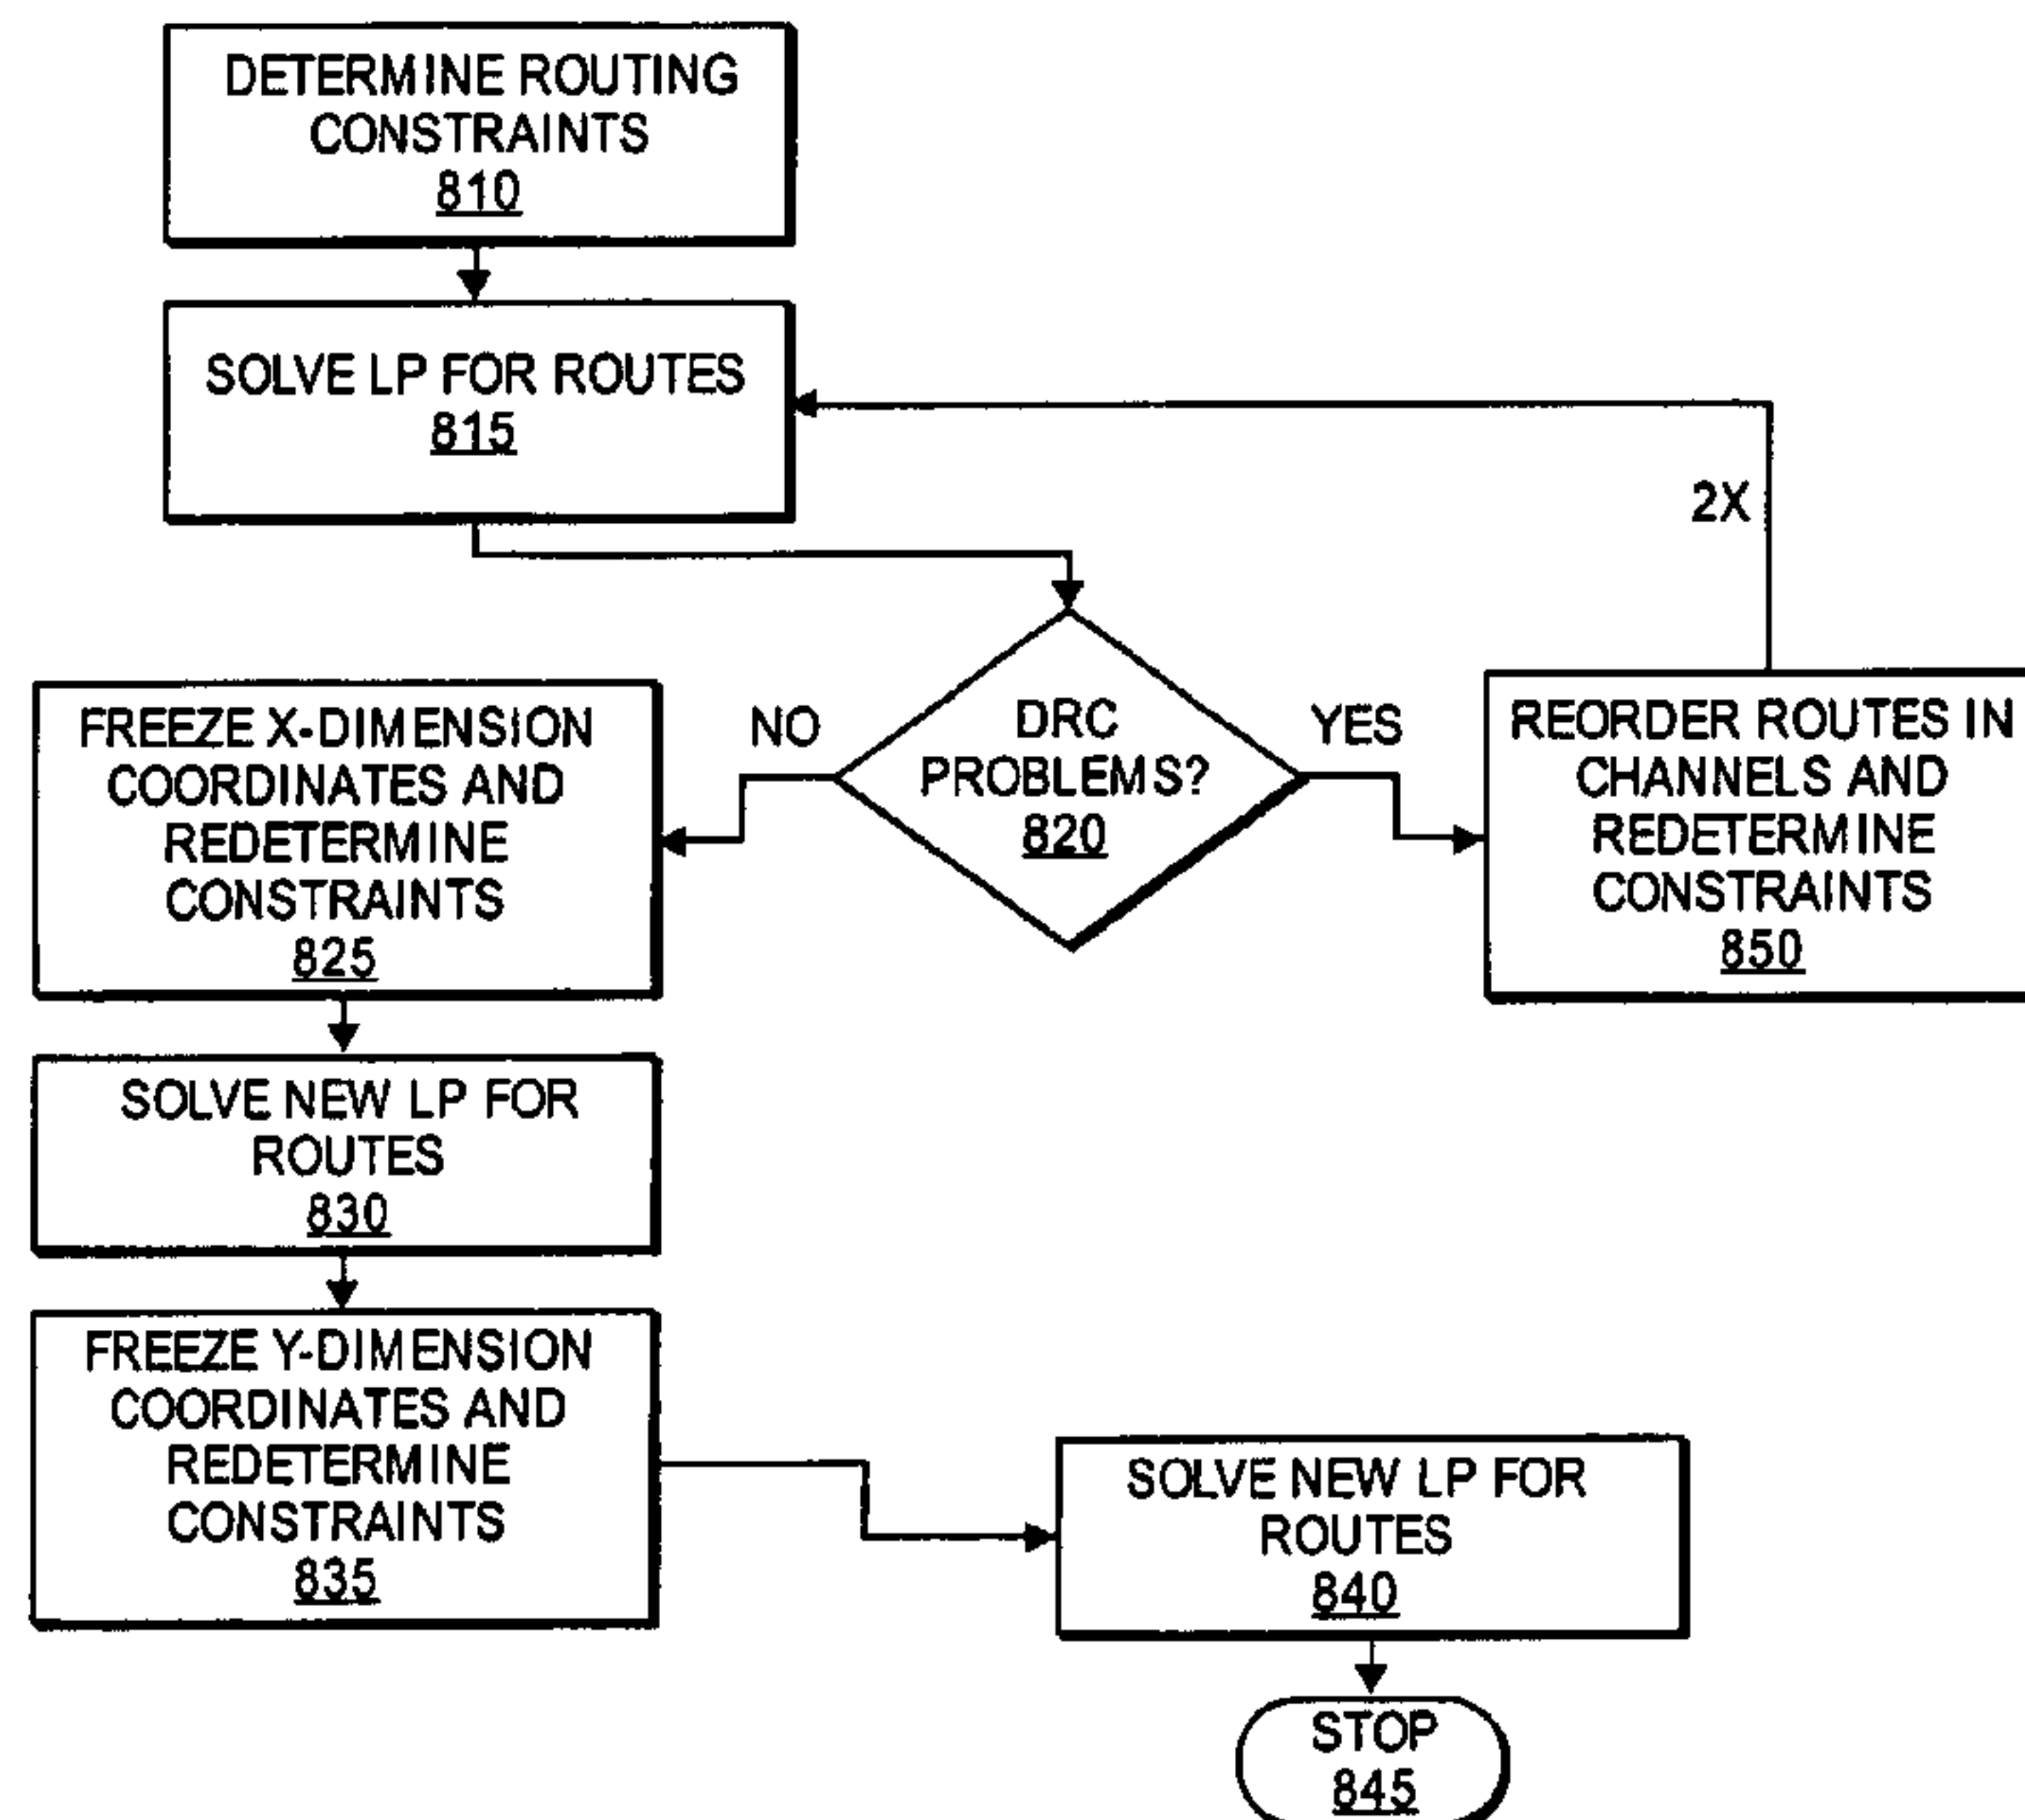 DETERMINE ROUTING
CONSTRAINTS
810
SOLVE LP FOR ROUTES
815
2X
FREEZE X-DIMENSION
COORDINATES AND
REDETERMINE
CONSTRAINTS
825
NO
DRC
PROBLEMS?
820
YES
REORDER ROUTES IN
CHANNELS AND
REDETERMINE
CONSTRAINTS
850
SOLVE NEW LP FOR
ROUTES
830
FREEZE Y-DIMENSION
COORDINATES AND
REDETERMINE
CONSTRAINTS
835
SOLVE NEW LP FOR
ROUTES
840
STOP
845